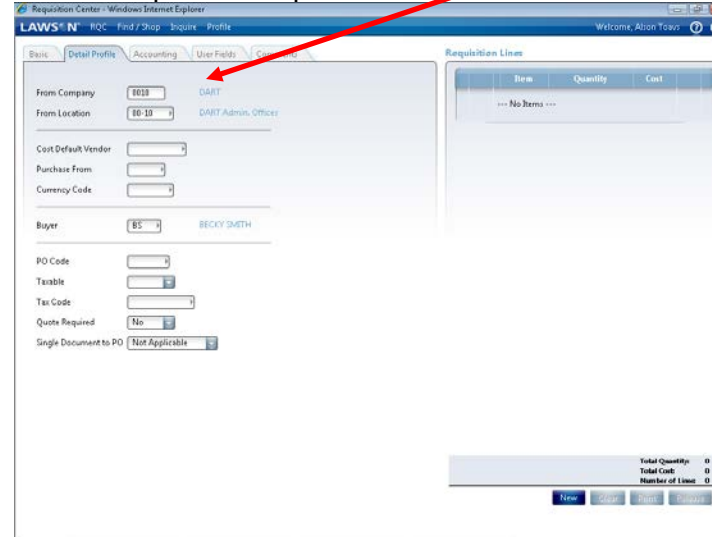 Requisition Center - Windows Internet Explorer
LAWSON RQC Find / Shop Inquire Profile Welcome, Alison
Basic Detail Profile Accounting User Fields Comments
From Company 0010 DART
From Location 00-10 DART Admin. Offices
Cost Default Vendor
Purchase From
Currency Code
Buyer BS BECKY SMITH
PO Code
Taxable
Tax Code
Quote Required No
Single Document to PO Not Applicable
Requisition Lines
Item Quantity Cost
--- No Items ---
Total Quantity: 0
Total Cost: 0
Number of Lines: 0
New Clear Print Release